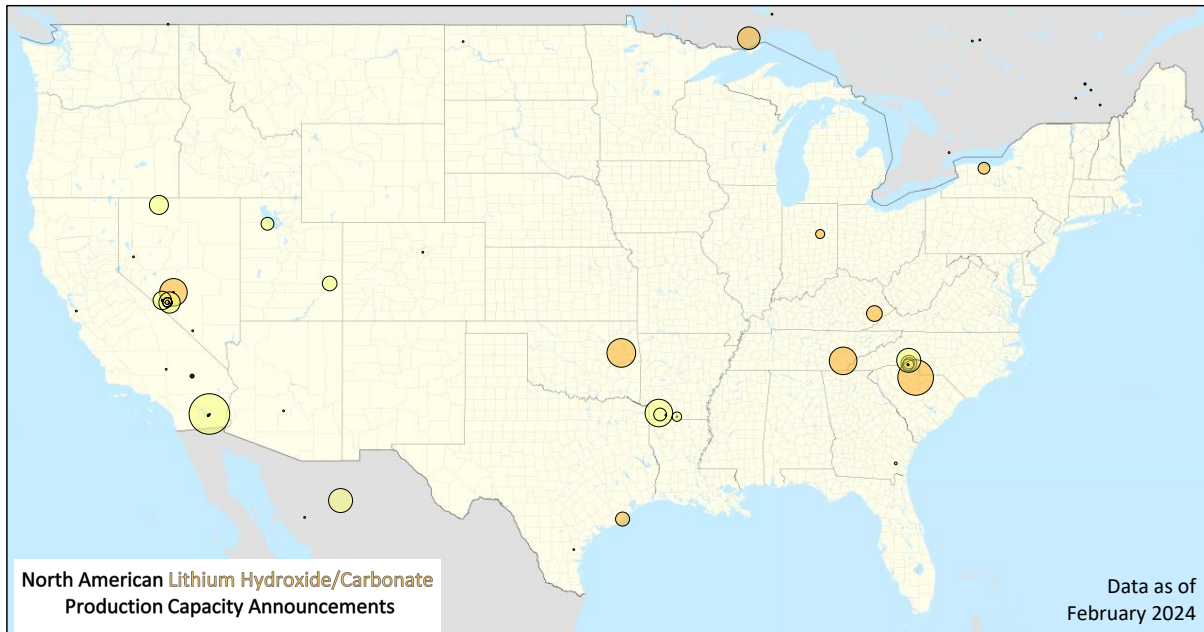 North American Lithium Hydroxide/Carbonate
Production Capacity Announcements
Data as of
February 2024